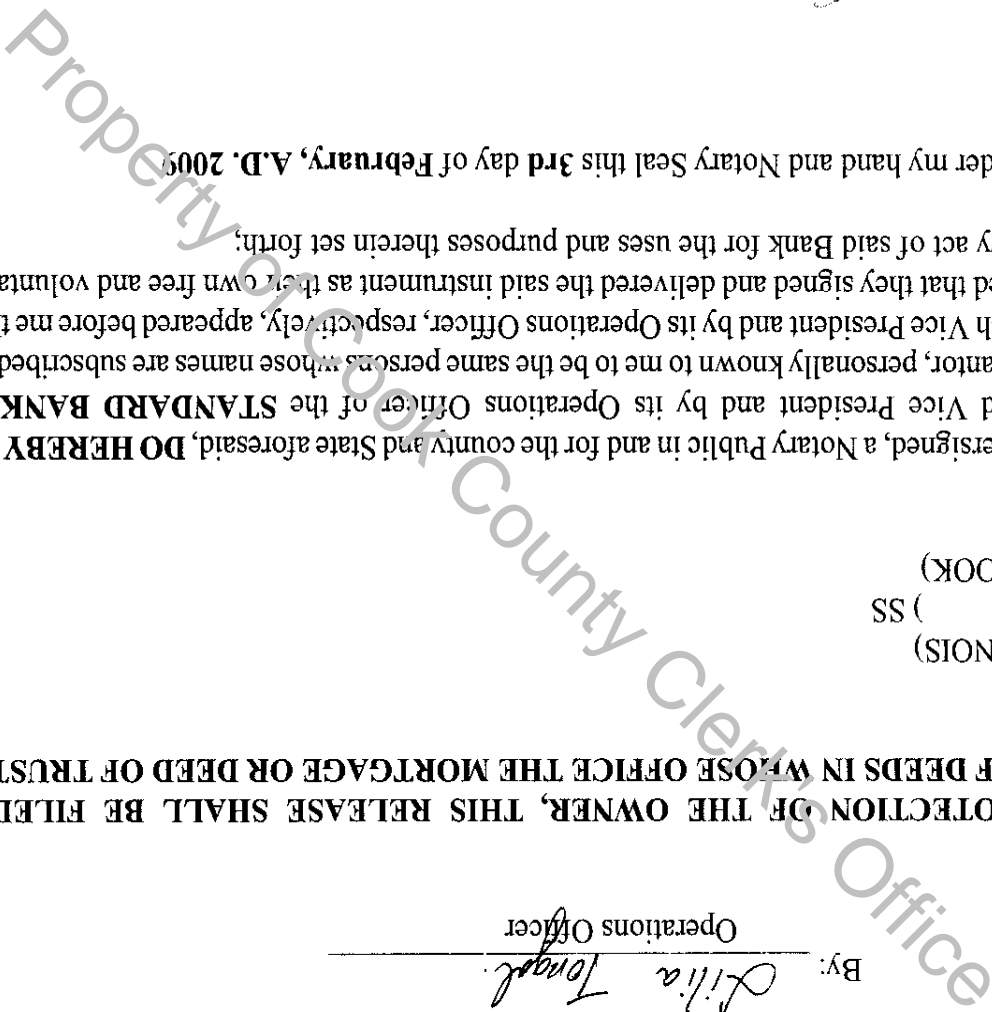 By: Lilia Tongol
Operations Officer
OTECTION OF THE OWNER, THIS RELEASE SHALL BE FILED
F DEEDS IN WHOSE OFFICE THE MORTGAGE OR DEED OF TRUST
NOIS)
) SS
OOK)
ersigned, a Notary Public in and for the county and State aforesaid, DO HEREBY
d Vice President and by its Operations Officer of the STANDARD BANK
antor, personally known to me to be the same persons whose names are subscribed
h Vice President and by its Operations Officer, respectively, appeared before me t
ed that they signed and delivered the said instrument as their own free and volunta
y act of said Bank for the uses and purposes therein set forth;
der my hand and Notary Seal this 3rd day of February, A.D. 2009
Property of Cook County Clerk's Office